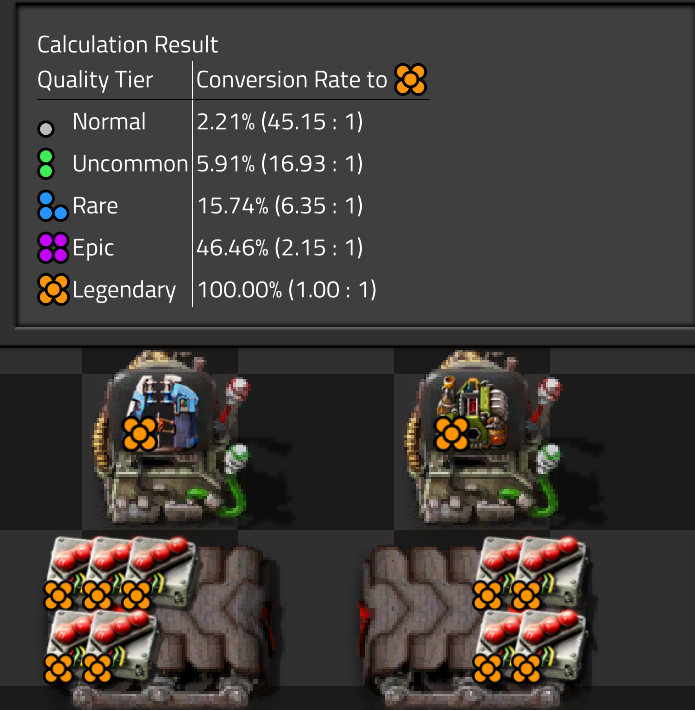 Calculation Result
Quality Tier Conversion Rate to
Normal 2.21% (45.15 : 1)
Uncommon 5.91% (16.93 : 1)
Rare 15.74% (6.35 : 1)
Epic 46.46% (2.15 : 1)
Legendary 100.00% (1.00 : 1)